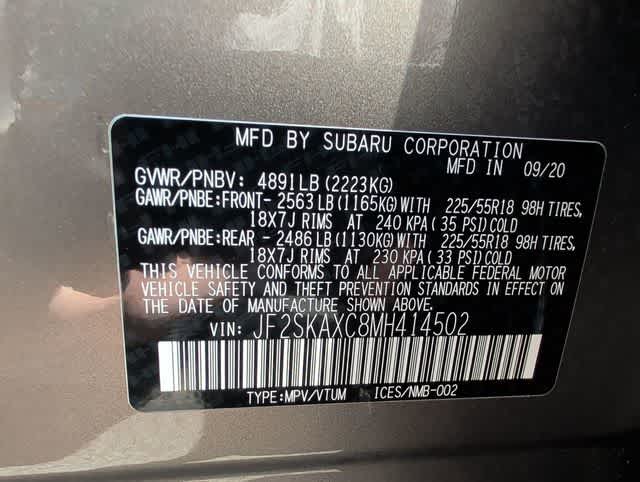 MFD BY SUBARU CORPORATION
MFD IN 09/20
GVWR/PNBV: 4891LB (2223KG)
GAWR/PNBE:FRONT- 2563 LB (1165KG) WITH 225/55R18 98H TIRES,
18X7J RIMS AT 240 KPA (35 PSI) COLD
GAWR/PNBE:REAR - 2486 LB (1130KG) WITH 225/55R18 98H TIRES,
18X7J RIMS AT 230 KPA (33 PSI) COLD
THIS VEHICLE CONFORMS TO ALL APPLICABLE FEDERAL MOTOR
VEHICLE SAFETY AND THEFT PREVENTION STANDARDS IN EFFECT ON
THE DATE OF MANUFACTURE SHOWN ABOVE.
VIN: JF2SKAXC8MH414502
TYPE:MPV/VTUM ICES/NMB-002